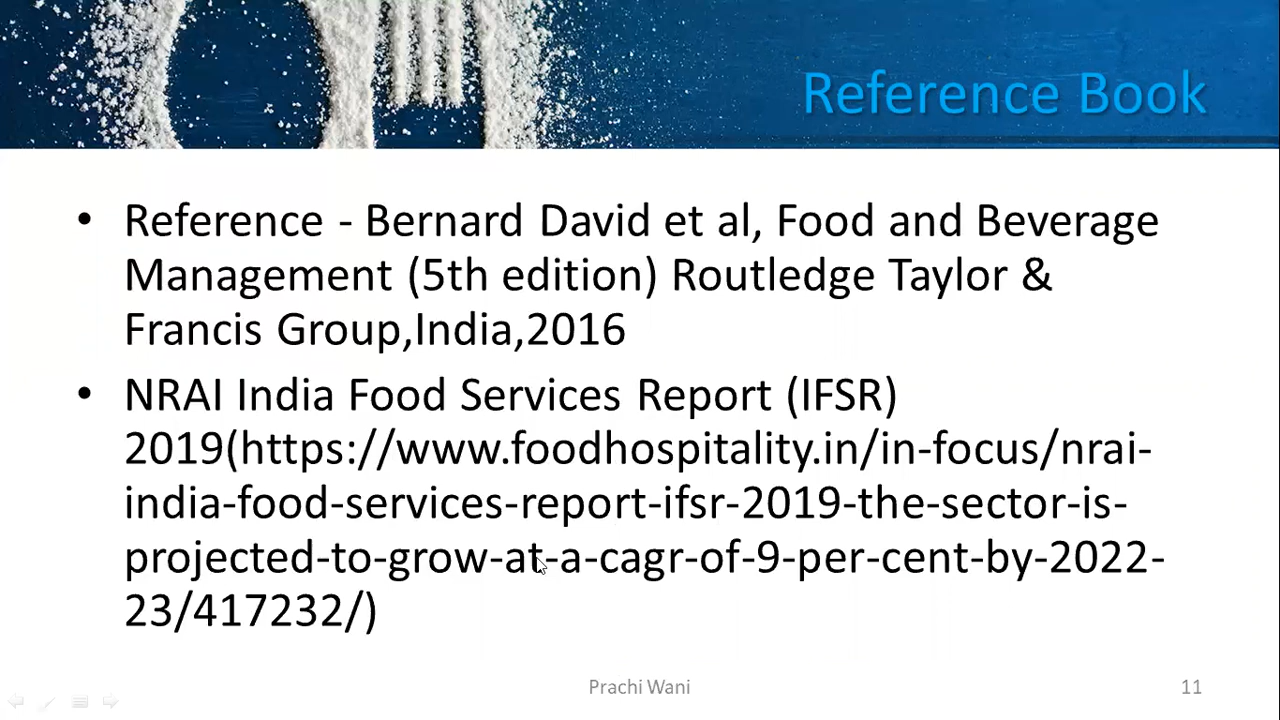 Reference Book
• Reference - Bernard David et al, Food and Beverage
Management (5th edition) Routledge Taylor &
Francis Group,India,2016
• NRAI India Food Services Report (IFSR)
2019(https://www.foodhospitality.in/in-focus/nrai-
india-food-services-report-ifsr-2019-the-sector-is-
projected-to-grow-at-a-cagr-of-9-per-cent-by-2022-
23/417232/)
Prachi Wani
11